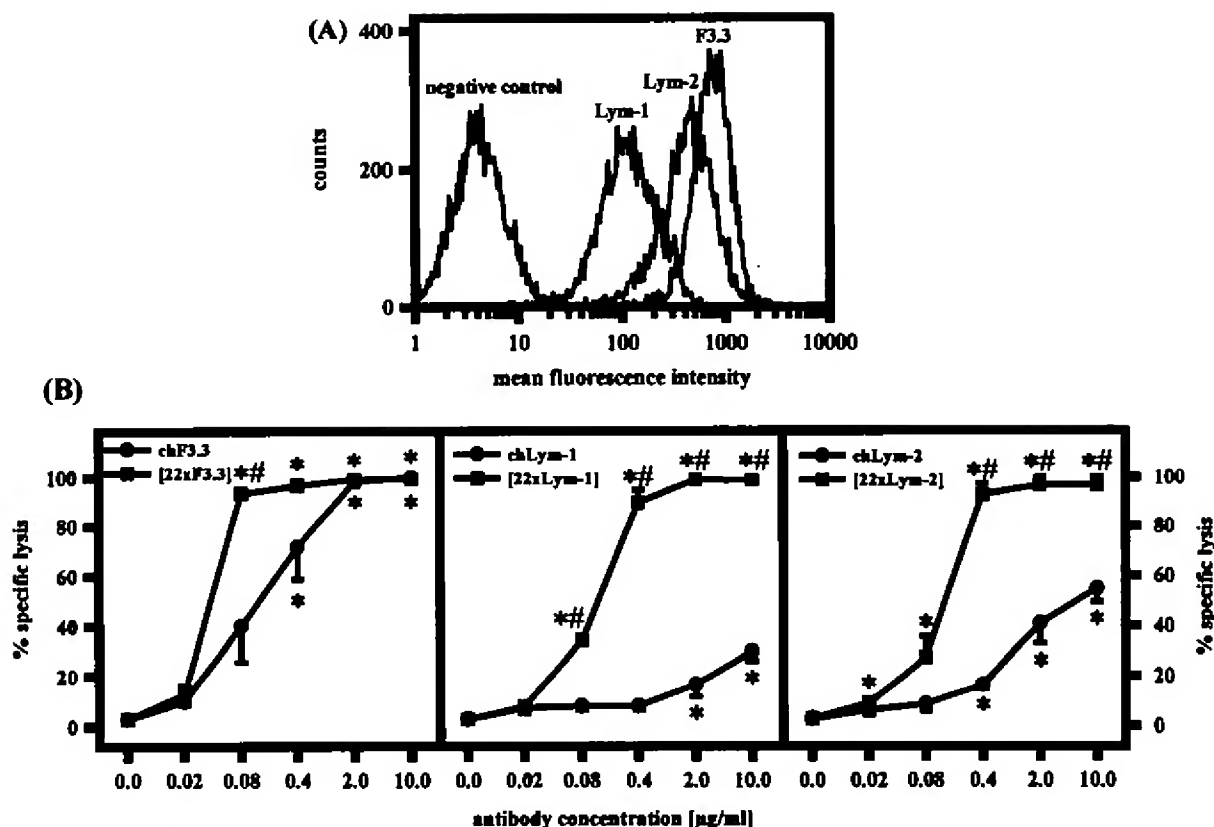 (A)
400
200
0
counts
negative control
Lym-1
Lym-2
F3.3
1 10 100 1000 10000
mean fluorescence intensity
(B)
chF3.3
[22xF3.3]
*# * * *
* * *
chLym-1
[22xLym-1]
*# *# *# *#
* *
chLym-2
[22xLym-2]
* * *# *# *#
* * *
100
80
60
40
20
0
% specific lysis
100
80
60
40
20
0
% specific lysis
0.0 0.02 0.08 0.4 2.0 10.0
0.0 0.02 0.08 0.4 2.0 10.0
0.0 0.02 0.08 0.4 2.0 10.0
antibody concentration [µg/ml]